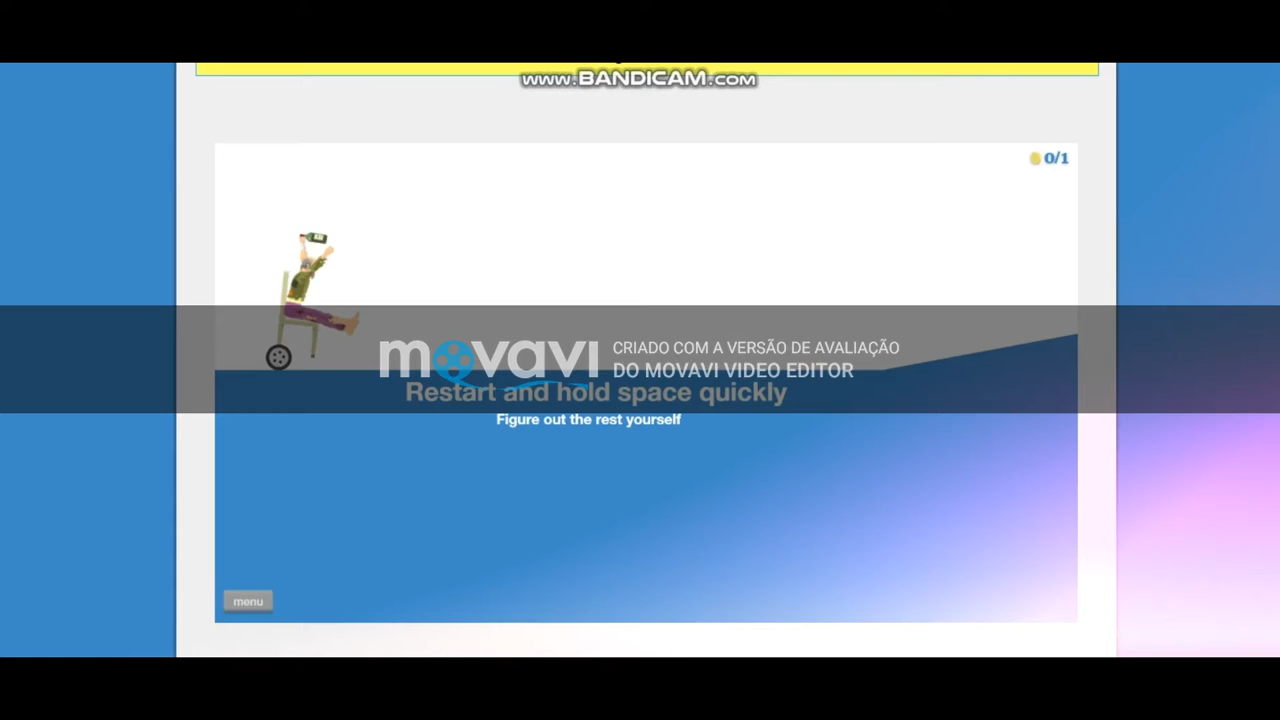 www.BANDICAM.com
0/1
movavi
CRIADO COM A VERSÃO DE AVALIAÇÃO
DO MOVAVI VIDEO EDITOR
Restart and hold space quickly
Figure out the rest yourself
menu